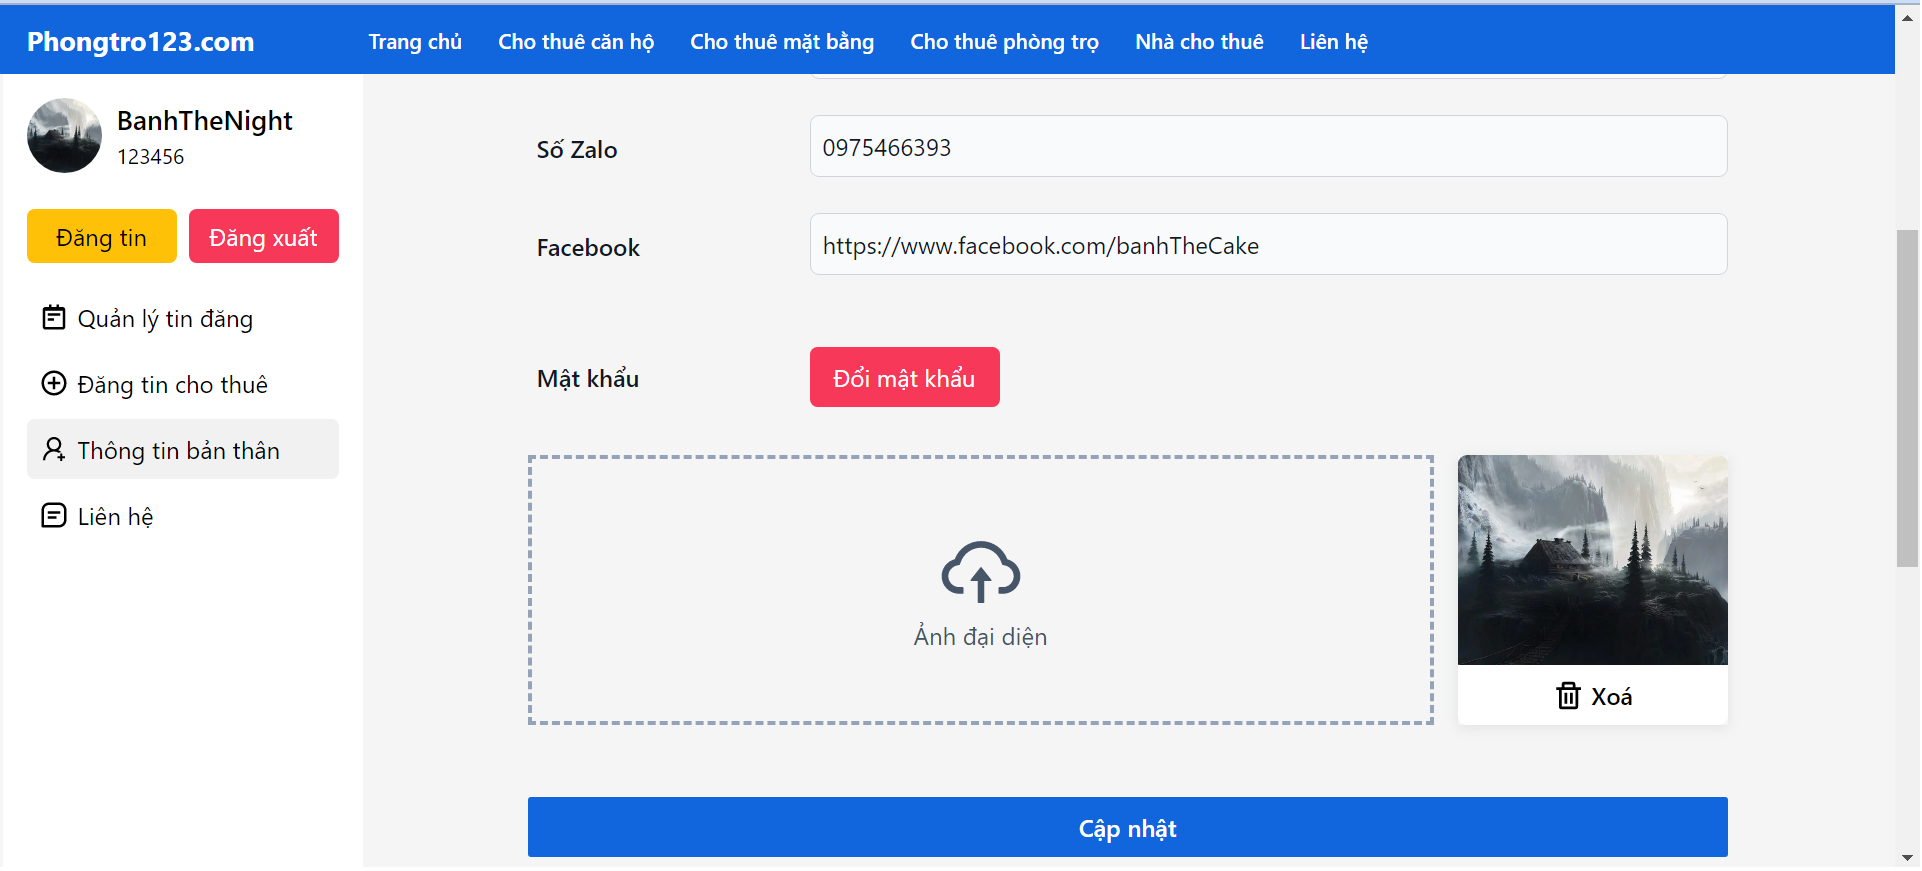 Phongtro123.com
Trang chủ
Cho thuê căn hộ
Cho thuê mặt bằng
Cho thuê phòng trọ
Nhà cho thuê
Liên hệ
BanhTheNight
123456
Đăng tin
Đăng xuất
Quản lý tin đăng
Đăng tin cho thuê
Thông tin bản thân
Liên hệ
Số Zalo
0975466393
Facebook
https://www.facebook.com/banhTheCake
Mật khẩu
Đổi mật khẩu
Ảnh đại diện
Xoá
Cập nhật